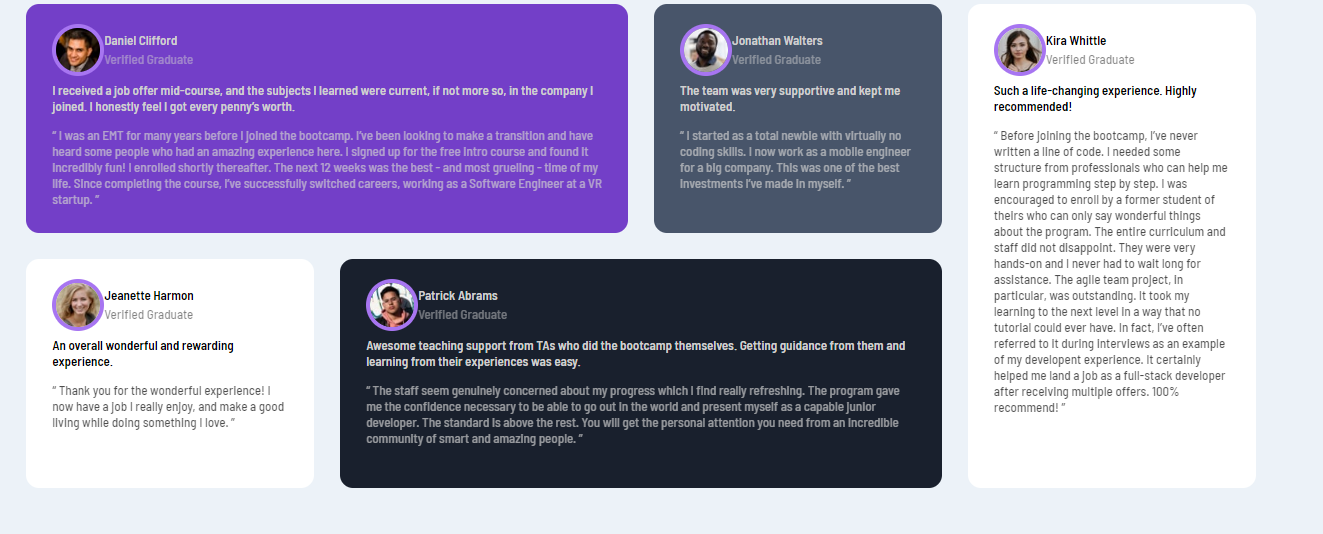 Daniel Clifford
Verified Graduate
I received a job offer mid-course, and the subjects I learned were current, if not more so, in the company I
joined. I honestly feel I got every penny's worth.
“ I was an EMT for many years before I joined the bootcamp. I've been looking to make a transition and have
heard some people who had an amazing experience here. I signed up for the free intro course and found it
incredibly fun! I enrolled shortly thereafter. The next 12 weeks was the best - and most grueling - time of my
life. Since completing the course, I've successfully switched careers, working as a Software Engineer at a VR
startup. ”
Jonathan Walters
Verified Graduate
The team was very supportive and kept me
motivated.
“ I started as a total newbie with virtually no
coding skills. I now work as a mobile engineer
for a big company. This was one of the best
investments I've made in myself. ”
Kira Whittle
Verified Graduate
Such a life-changing experience. Highly
recommended!
“ Before joining the bootcamp, I've never
written a line of code. I needed some
structure from professionals who can help me
learn programming step by step. I was
encouraged to enroll by a former student of
theirs who can only say wonderful things
about the program. The entire curriculum and
staff did not disappoint. They were very
hands-on and I never had to wait long for
assistance. The agile team project, in
particular, was outstanding. It took my
learning to the next level in a way that no
tutorial could ever have. In fact, I've often
referred to it during interviews as an example
of my developent experience. It certainly
helped me land a job as a full-stack developer
after receiving multiple offers. 100%
recommend! ”
Jeanette Harmon
Verified Graduate
An overall wonderful and rewarding
experience.
“ Thank you for the wonderful experience! I
now have a job I really enjoy, and make a good
living while doing something I love. ”
Patrick Abrams
Verified Graduate
Awesome teaching support from TAs who did the bootcamp themselves. Getting guidance from them and
learning from their experiences was easy.
“ The staff seem genuinely concerned about my progress which I find really refreshing. The program gave
me the confidence necessary to be able to go out in the world and present myself as a capable junior
developer. The standard is above the rest. You will get the personal attention you need from an incredible
community of smart and amazing people. ”